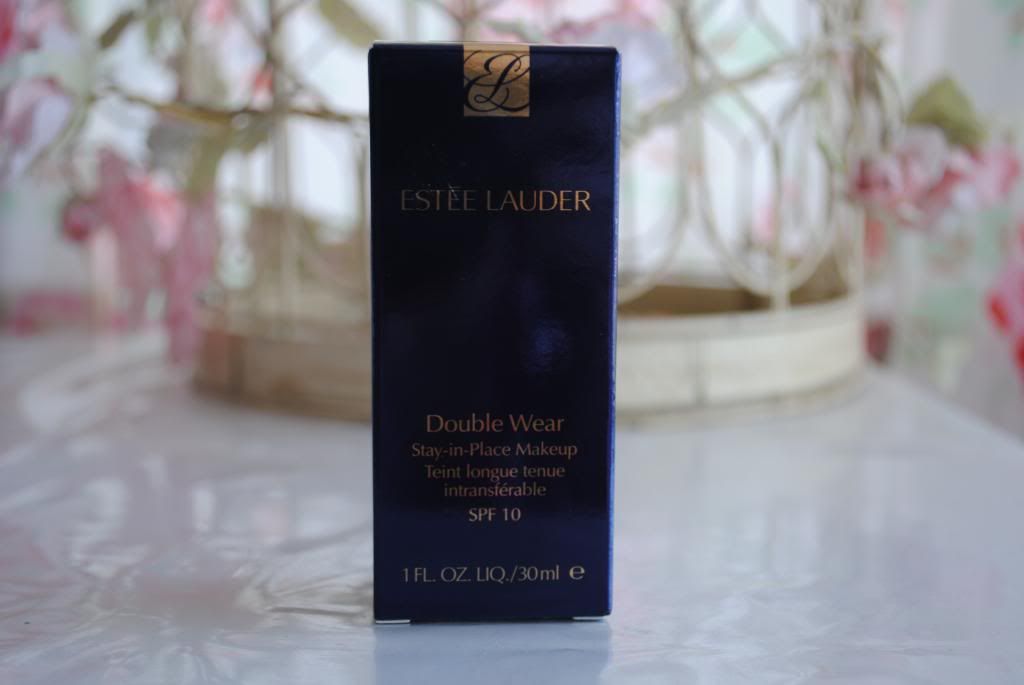 EL
ESTĒE LAUDER
Double Wear
Stay-in-Place Makeup
Teint longue tenue
intransférable
SPF 10
1 FL. OZ. LIQ./30ml ℮